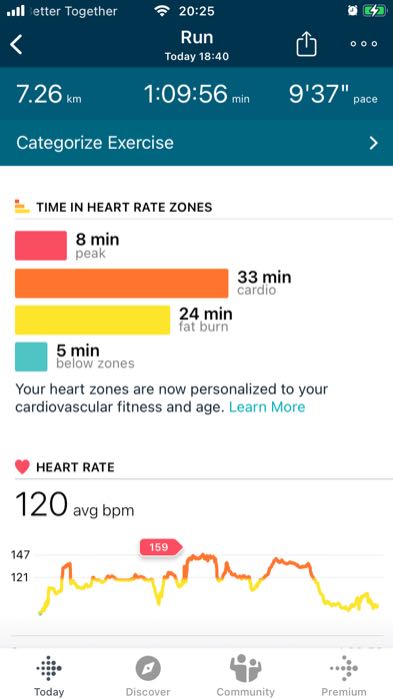 etter Together 20:25
Run
Today 18:40
7.26 km 1:09:56 min 9'37" pace
Categorize Exercise
TIME IN HEART RATE ZONES
8 min
peak
33 min
cardio
24 min
fat burn
5 min
below zones
Your heart zones are now personalized to your
cardiovascular fitness and age. Learn More
HEART RATE
120 avg bpm
159
147
121
Today Discover Community Premium